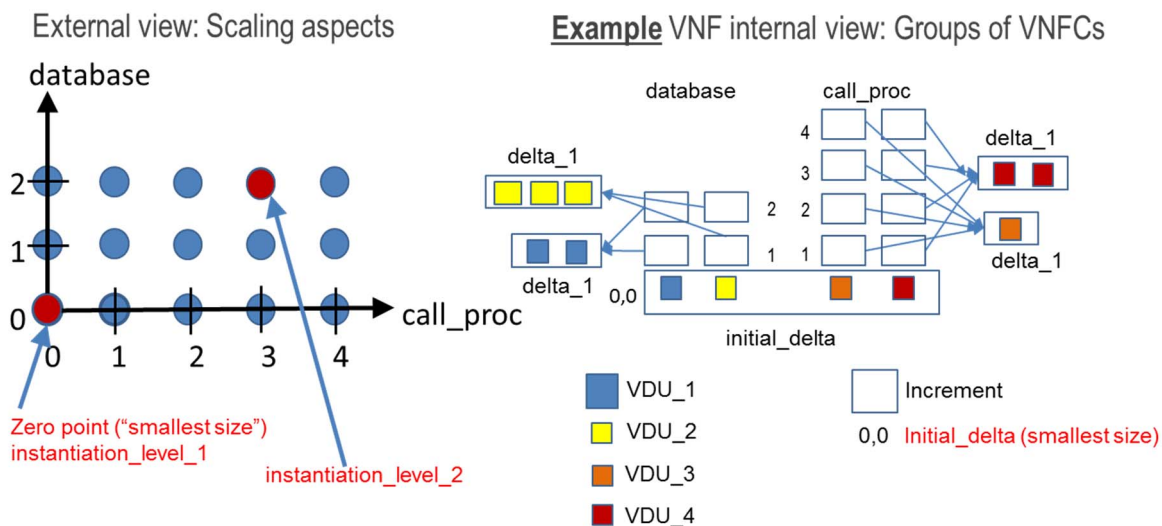 External view: Scaling aspects
database
2
1
0
0 1 2 3 4
call_proc
Zero point (“smallest size”)
instantiation_level_1
instantiation_level_2
Example VNF internal view: Groups of VNFCs
database
call_proc
delta_1
delta_1
2
1
4
3
2
1
delta_1
delta_1
0,0
initial_delta
VDU_1
VDU_2
VDU_3
VDU_4
Increment
0,0 Initial_delta (smallest size)